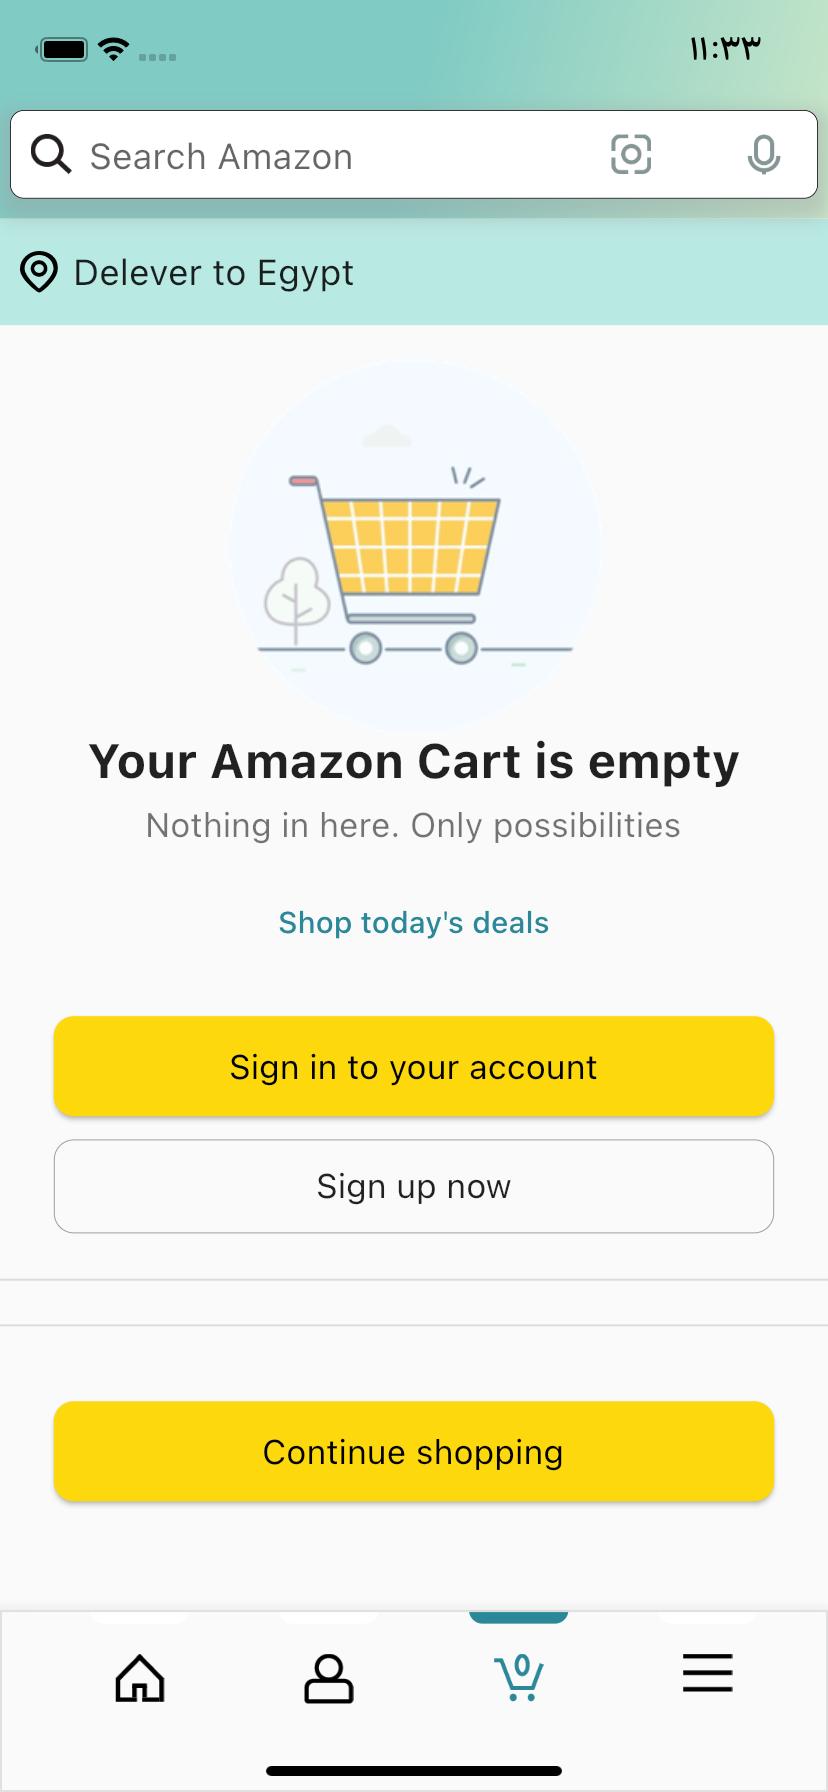 ١١:٣٣
Search Amazon
Delever to Egypt
Your Amazon Cart is empty
Nothing in here. Only possibilities
Shop today's deals
Sign in to your account
Sign up now
Continue shopping
0